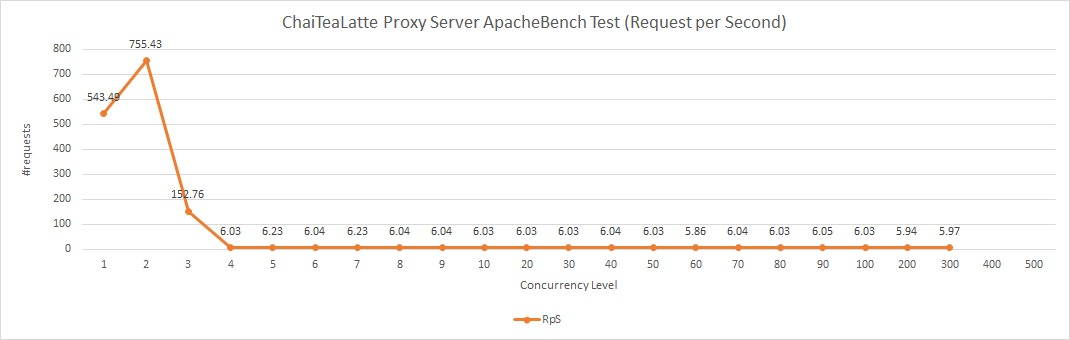 ChaiTeaLatte Proxy Server ApacheBench Test (Request per Second)
800
700
600
500
400
300
200
100
0
#requests
543.49
755.43
152.76
6.03 6.23 6.04 6.23 6.04 6.04 6.03 6.03 6.03 6.04 6.03 5.86 6.04 6.03 6.05 6.03 5.94 5.97
1 2 3 4 5 6 7 8 9 10 20 30 40 50 60 70 80 90 100 200 300 400 500
Concurrency Level
RpS